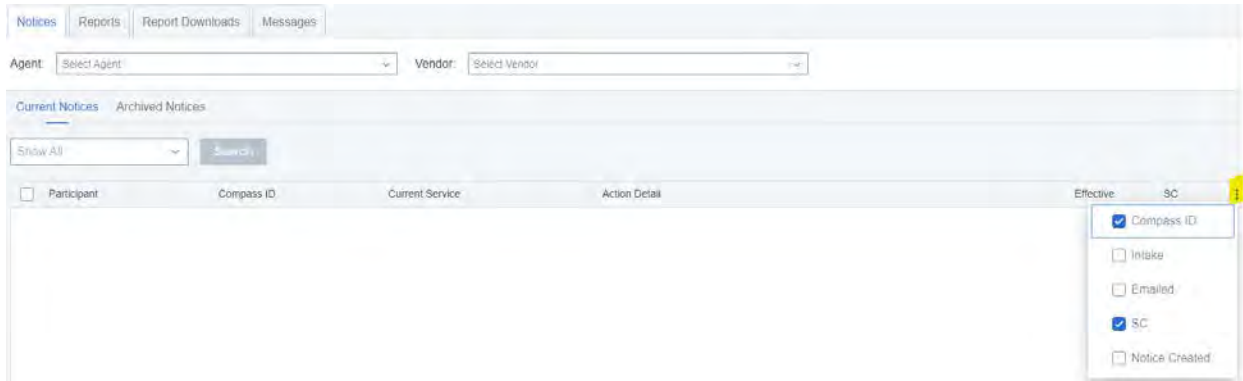 Notices Reports Report Downloads Messages
Agent: Select Agent Vendor: Select Vendor
Current Notices Archived Notices
Show All Search
Participant Compass ID Current Service Action Detail Effective SC
Compass ID
Intake
Emailed
SC
Notice Created